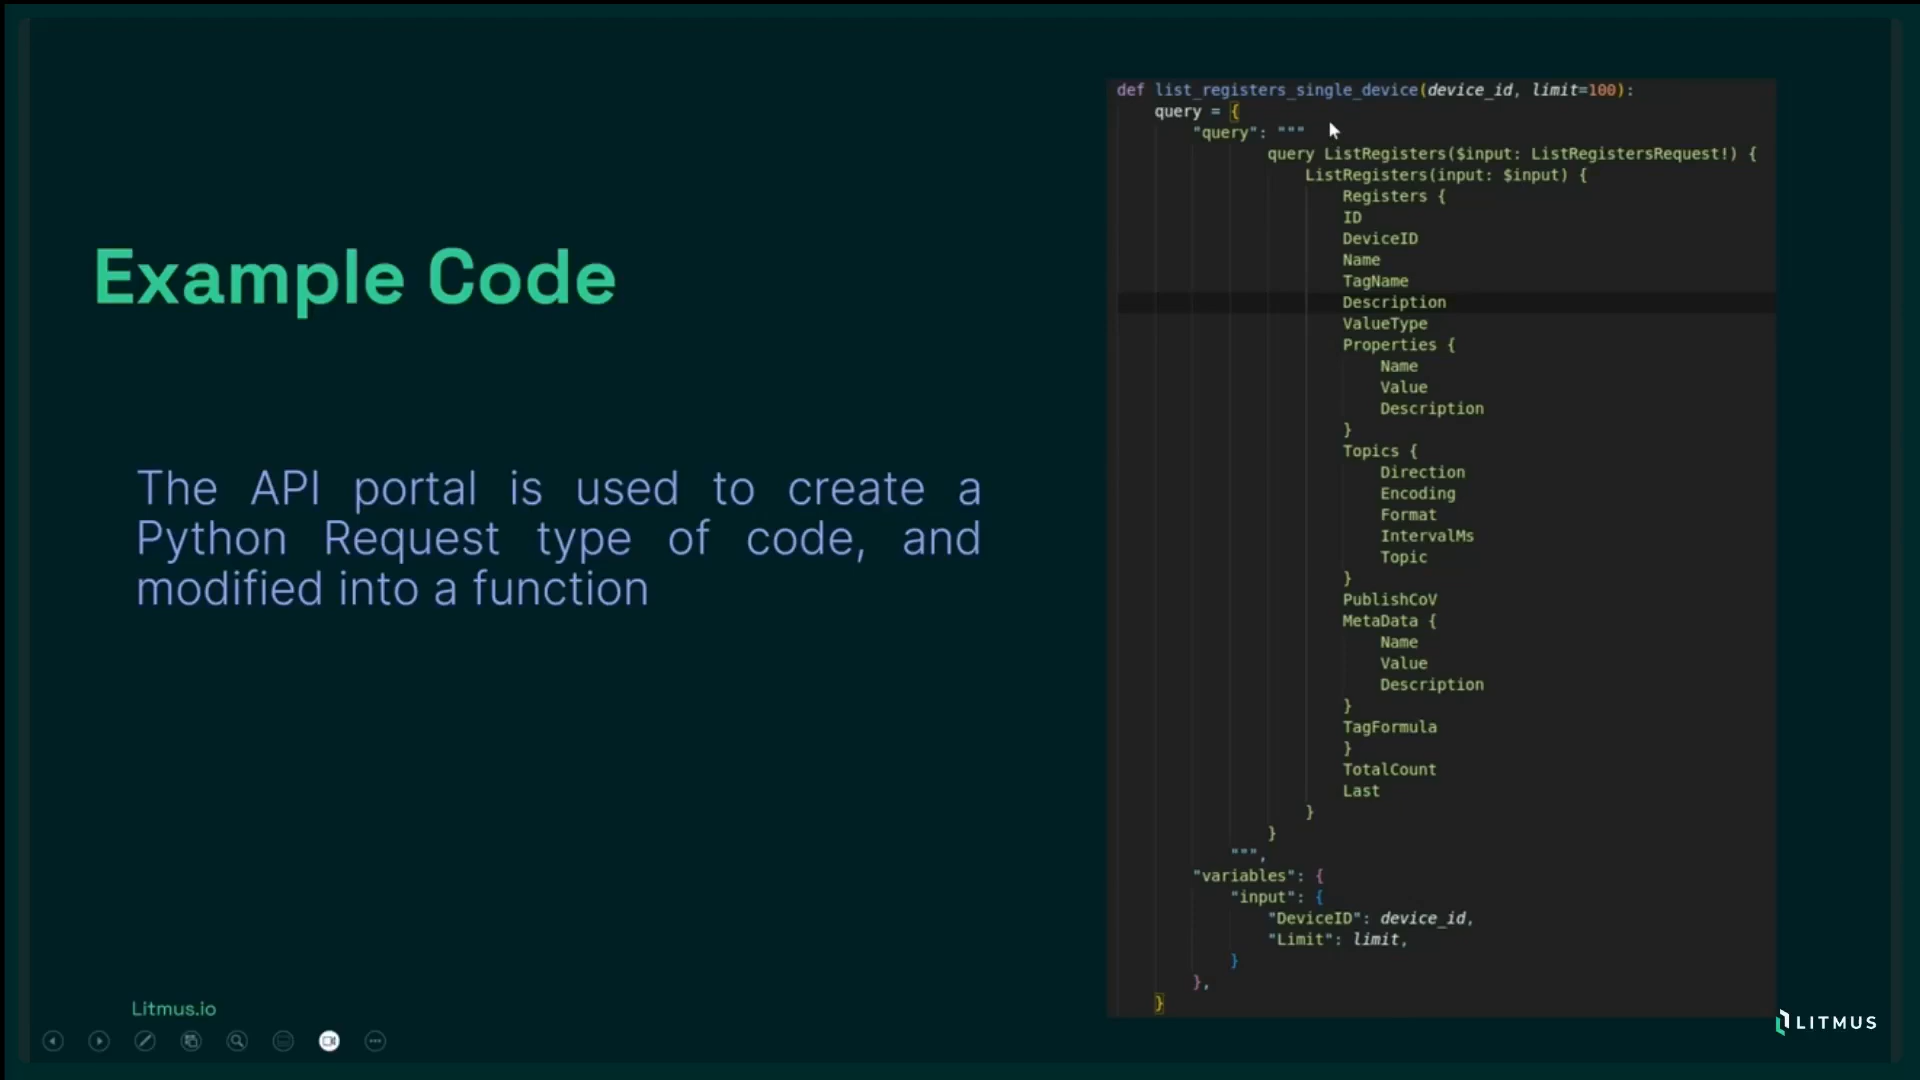 Example Code
The API portal is used to create a
Python Request type of code, and
modified into a function
def list_registers_single_device(device_id, limit=100):
query = {
"query": """
query ListRegisters($input: ListRegistersRequest!) {
ListRegisters(input: $input) {
Registers {
ID
DeviceID
Name
TagName
Description
ValueType
Properties {
Name
Value
Description
}
Topics {
Direction
Encoding
Format
IntervalMs
Topic
}
PublishCoV
MetaData {
Name
Value
Description
}
TagFormula
}
TotalCount
Last
}
}
""",
"variables": {
"input": {
"DeviceID": device_id,
"Limit": limit,
}
},
}
Litmus.io
LITMUS